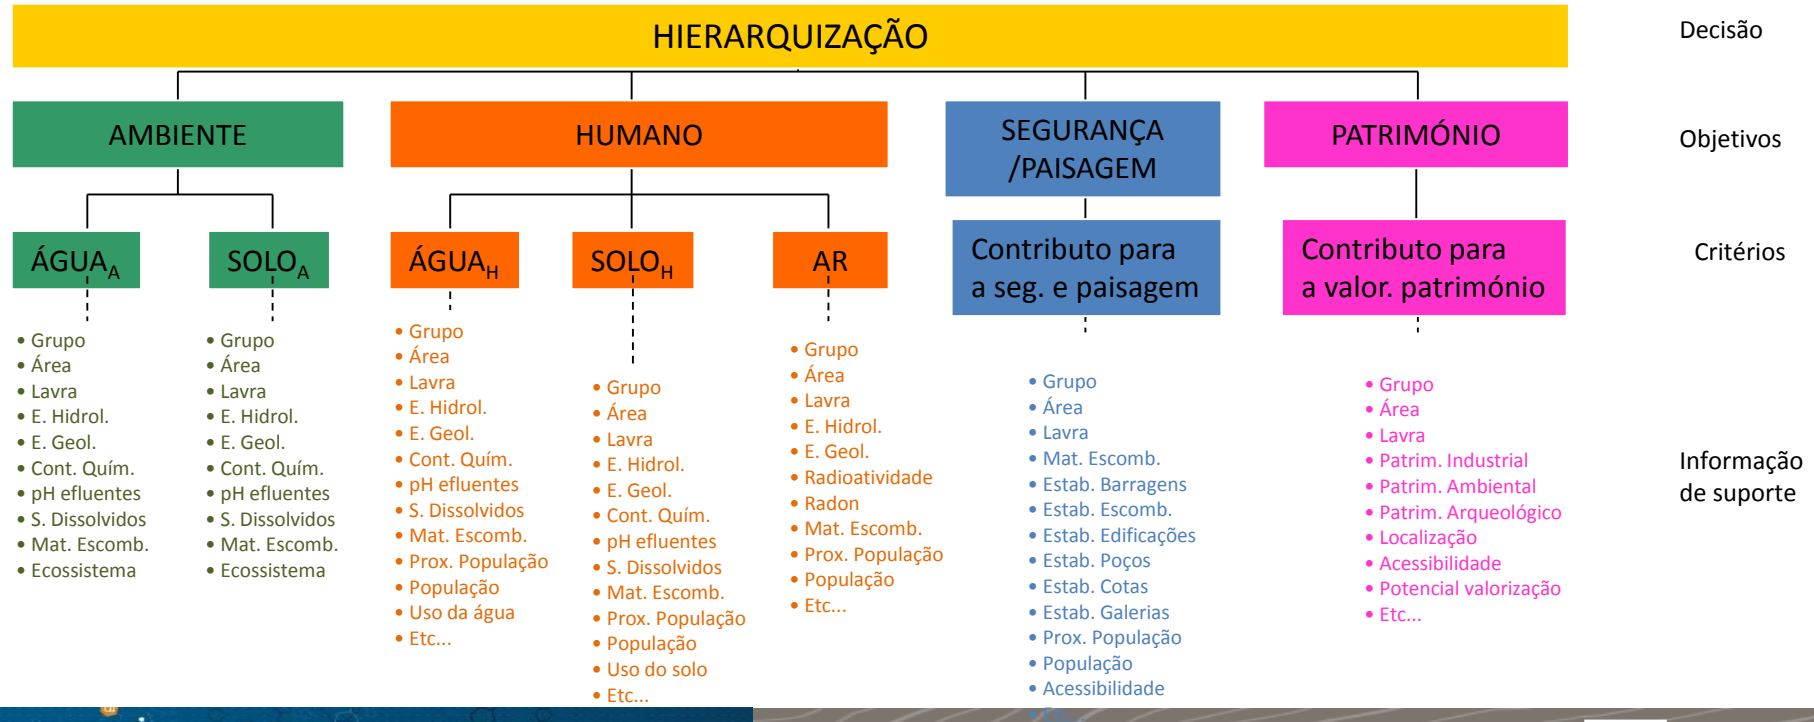 HIERARQUIZAÇÃO
Decisão
AMBIENTE
HUMANO
SEGURANÇA
/PAISAGEM
PATRIMÓNIO
Objetivos
ÁGUAA
SOLOA
ÁGUAH
SOLOH
AR
Contributo para
a seg. e paisagem
Contributo para
a valor. património
Critérios
• Grupo
• Área
• Lavra
• E. Hidrol.
• E. Geol.
• Cont. Quím.
• pH efluentes
• S. Dissolvidos
• Mat. Escomb.
• Ecossistema
• Grupo
• Área
• Lavra
• E. Hidrol.
• E. Geol.
• Cont. Quím.
• pH efluentes
• S. Dissolvidos
• Mat. Escomb.
• Ecossistema
• Grupo
• Área
• Lavra
• E. Hidrol.
• E. Geol.
• Cont. Quím.
• pH efluentes
• S. Dissolvidos
• Mat. Escomb.
• Prox. População
• População
• Uso da água
• Etc...
• Grupo
• Área
• Lavra
• E. Hidrol.
• E. Geol.
• Cont. Quím.
• pH efluentes
• S. Dissolvidos
• Mat. Escomb.
• Prox. População
• População
• Uso do solo
• Etc...
• Grupo
• Área
• Lavra
• E. Hidrol.
• E. Geol.
• Radioatividade
• Radon
• Mat. Escomb.
• Prox. População
• População
• Etc...
• Grupo
• Área
• Lavra
• Mat. Escomb.
• Estab. Barragens
• Estab. Escomb.
• Estab. Edificações
• Estab. Poços
• Estab. Cotas
• Estab. Galerias
• Prox. População
• População
• Acessibilidade
• Etc...
• Grupo
• Área
• Lavra
• Patrim. Industrial
• Patrim. Ambiental
• Patrim. Arqueológico
• Localização
• Acessibilidade
• Potencial valorização
• Etc...
Informação
de suporte